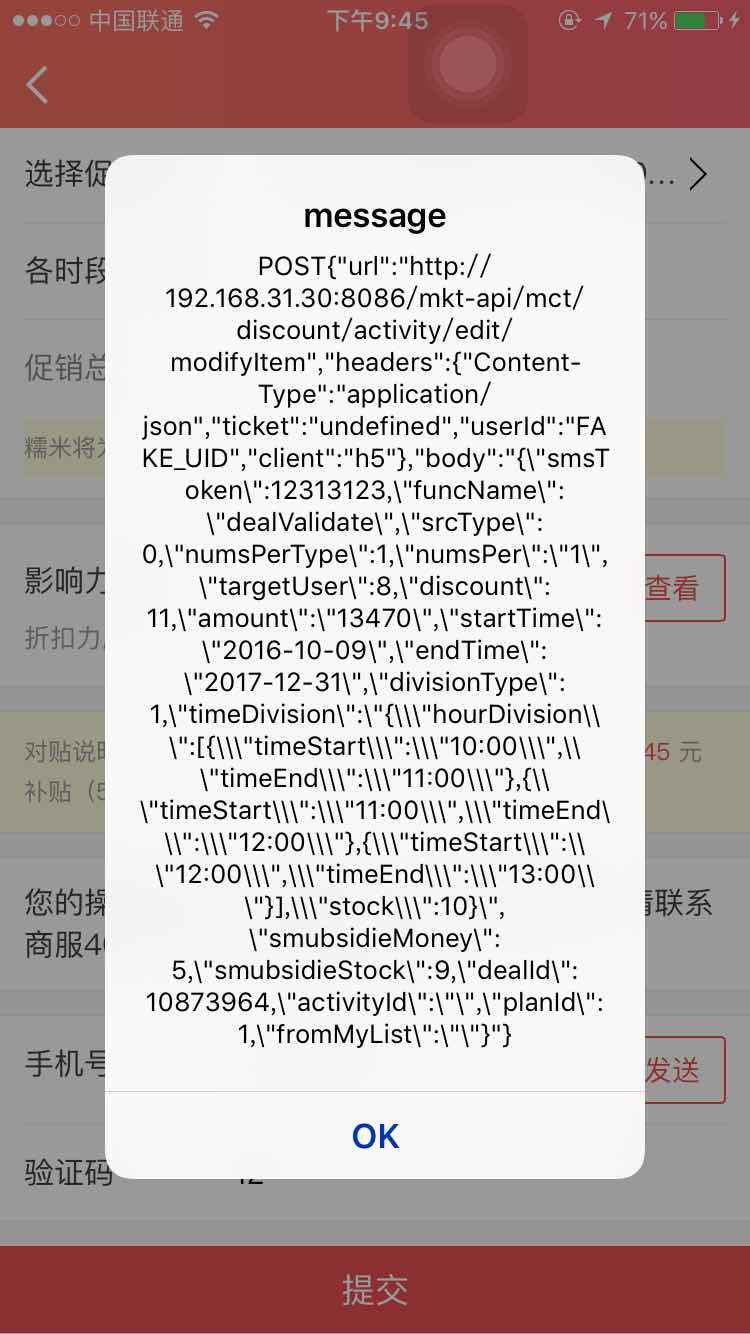 中国联通 下午9:45 71%
选择促 ...
message
POST{"url":"http://
192.168.31.30:8086/mkt-api/mct/
discount/activity/edit/
modifyItem","headers":{"Content-
Type":"application/
json","ticket":"undefined","userId":"FA
KE_UID","client":"h5"},"body":"{\"smsT
oken\":12313123,\"funcName\":
\"dealValidate\",\"srcType\":
0,\"numsPerType\":1,\"numsPer\":\"1\",
\"targetUser\":8,\"discount\":
11,\"amount\":\"13470\",\"startTime\":
\"2016-10-09\",\"endTime\":
\"2017-12-31\",\"divisionType\":
1,\"timeDivision\":\"{\\\"hourDivision\\
\":[{\\\"timeStart\\\":\\\"10:00\\\",\\
\"timeEnd\\\":\\\"11:00\\\"},{\\
\"timeStart\\\":\\\"11:00\\\",\\\"timeEnd\
\\":\\\"12:00\\\"},{\\\"timeStart\\\":\\
\"12:00\\\",\\\"timeEnd\\\":\\\"13:00\\
\"}],\\\"stock\\\":10}\",
\"smubsidieMoney\":
5,\"smubsidieStock\":9,\"dealId\":
10873964,\"activityId\":\"\",\"planId\":
1,\"fromMyList\":\"\"}"}
OK
各时段
促销总
糯米将
影响力 查看
折扣力
对贴说明 45 元
补贴（5
您的操 请联系
商服4
手机号 发送
验证码 12
提交